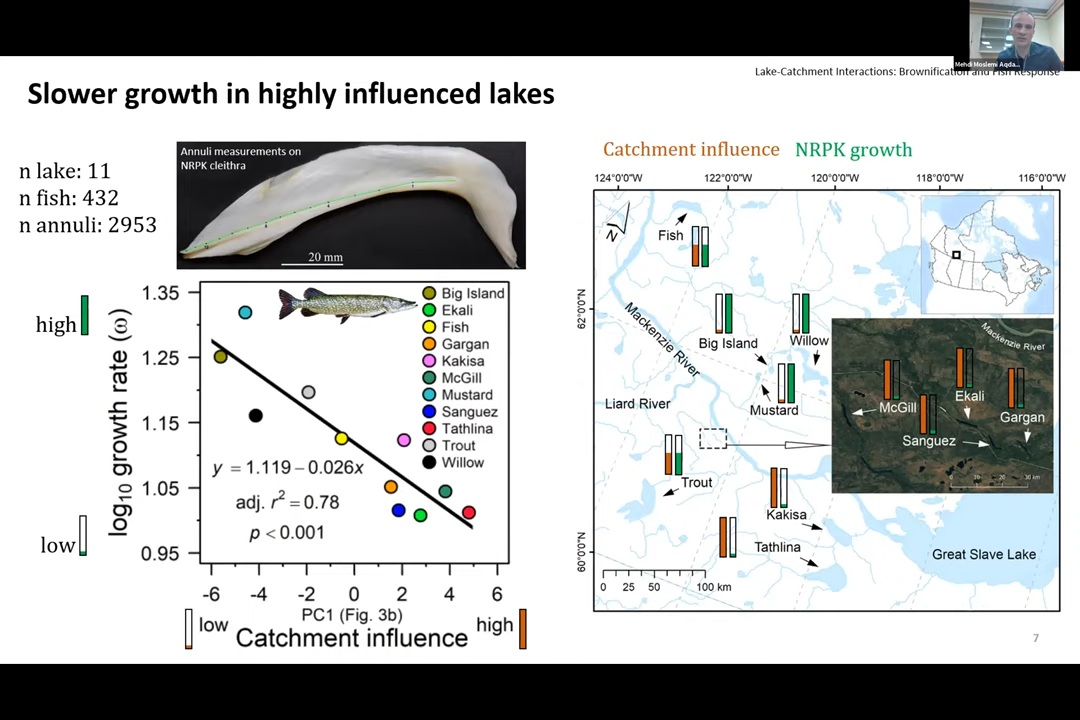 Mehdi Moslemi Aqda...
Lake-Catchment Interactions: Brownification and Fish Response
Slower growth in highly influenced lakes
n lake: 11
n fish: 432
n annuli: 2953
Annuli measurements on
NRPK cleithra
20 mm
high
low
log10 growth rate (ω)
1.35
1.25
1.15
1.05
0.95
Big Island
Ekali
Fish
Gargan
Kakisa
McGill
Mustard
Sanguez
Tathlina
Trout
Willow
y = 1.119 – 0.026x
adj. r² = 0.78
p < 0.001
-6 -4 -2 0 2 4 6
PC1 (Fig. 3b)
low
high
Catchment influence
Catchment influence NRPK growth
124°0'0"W 122°0'0"W 120°0'0"W 118°0'0"W 116°0'0"W
62°0'0"N
60°0'0"N
N
Fish
Mackenzie River
Big Island
Willow
Mustard
Liard River
Trout
Kakisa
Tathlina
Great Slave Lake
0 25 50 100 km
Mackenzie River
McGill
Ekali
Gargan
Sanguez
0 10 20 30 km
7